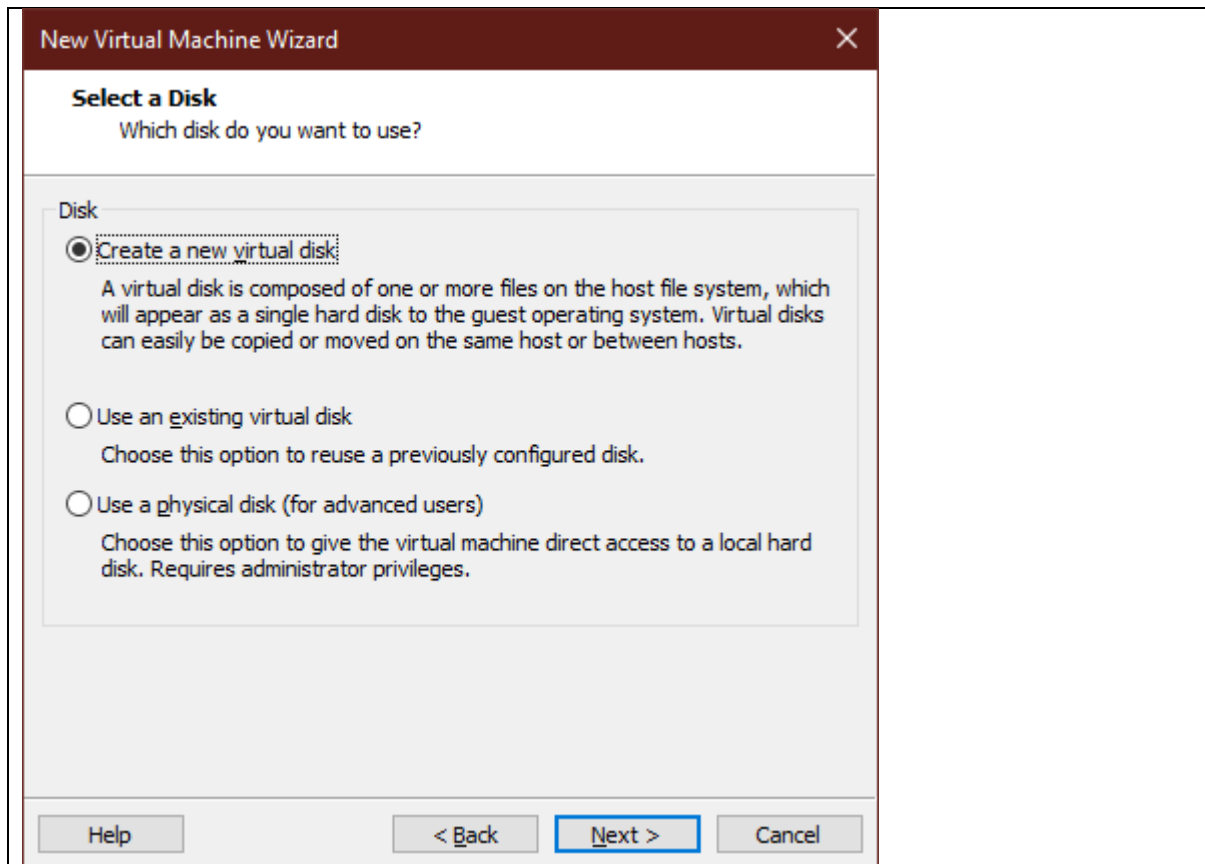 New Virtual Machine Wizard
Select a Disk
Which disk do you want to use?
Disk
Create a new virtual disk
A virtual disk is composed of one or more files on the host file system, which
will appear as a single hard disk to the guest operating system. Virtual disks
can easily be copied or moved on the same host or between hosts.
Use an existing virtual disk
Choose this option to reuse a previously configured disk.
Use a physical disk (for advanced users)
Choose this option to give the virtual machine direct access to a local hard
disk. Requires administrator privileges.
Help < Back Next > Cancel